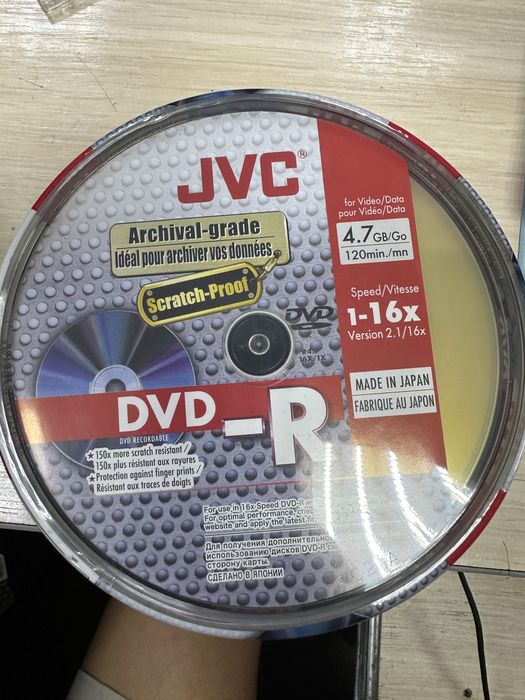 JVC®
for Video/Data
pour Vidéo/Data
4.7GB/Go
120min./mn
Archival-grade
Idéal pour archiver vos données
Scratch-Proof
Speed/Vitesse
1-16x
Version 2.1/16x
DVD
R4.7
16X/1X
MADE IN JAPAN
FABRIQUE AU JAPON
DVD-R
DVD RECORDABLE
★150x more scratch resistant/
150x plus résistant aux rayures
★Protection against finger prints/
Résistant aux traces de doigts
For use in 16x Speed DVD-R
For optimal performance,
website and apply the latest
Для получения дополнительно
использованию дисков DVD-R
сторону карты.
СДЕЛАНО В ЯПОНИИ